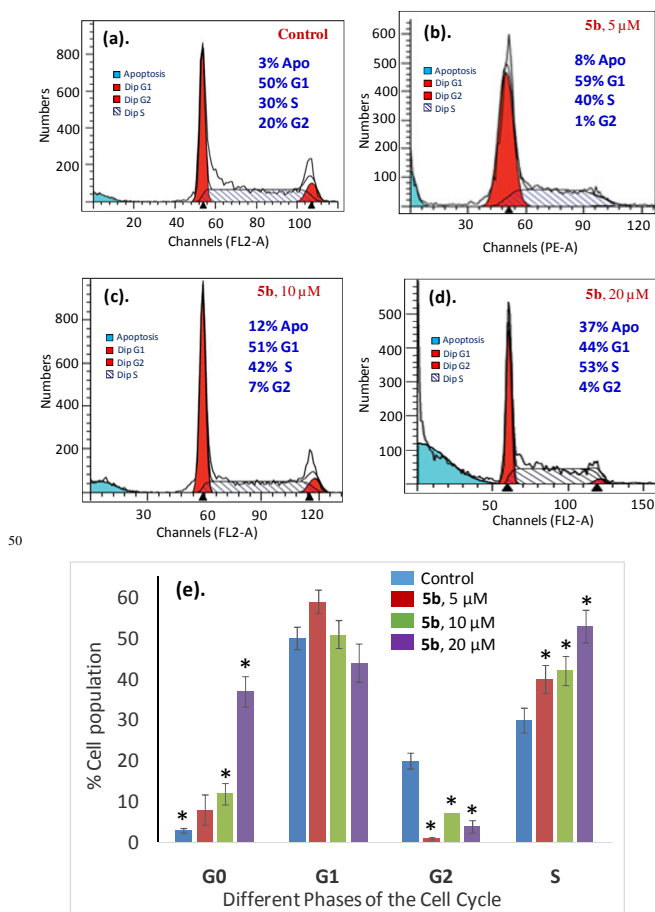 (a).
Control
3% Apo
50% G1
30% S
20% G2
Apoptosis
Dip G1
Dip G2
Dip S
Numbers
800
600
400
200
20 40 60 80 100
Channels (FL2-A)
(b).
5b, 5 µM
8% Apo
59% G1
40% S
1% G2
Apoptosis
Dip G1
Dip G2
Dip S
Numbers
600
500
400
300
200
100
30 60 90 120
Channels (PE-A)
(c).
5b, 10 µM
12% Apo
51% G1
42% S
7% G2
Apoptosis
Dip G1
Dip G2
Dip S
Numbers
800
600
400
200
30 60 90 120
Channels (FL2-A)
(d).
5b, 20 µM
37% Apo
44% G1
53% S
4% G2
Apoptosis
Dip G1
Dip G2
Dip S
Numbers
500
400
300
200
100
50 100 150
Channels (FL2-A)
50
(e).
Control
5b, 5 µM
5b, 10 µM
5b, 20 µM
% Cell population
60
50
40
30
20
10
0
* * * * * * * * *
G0 G1 G2 S
Different Phases of the Cell Cycle